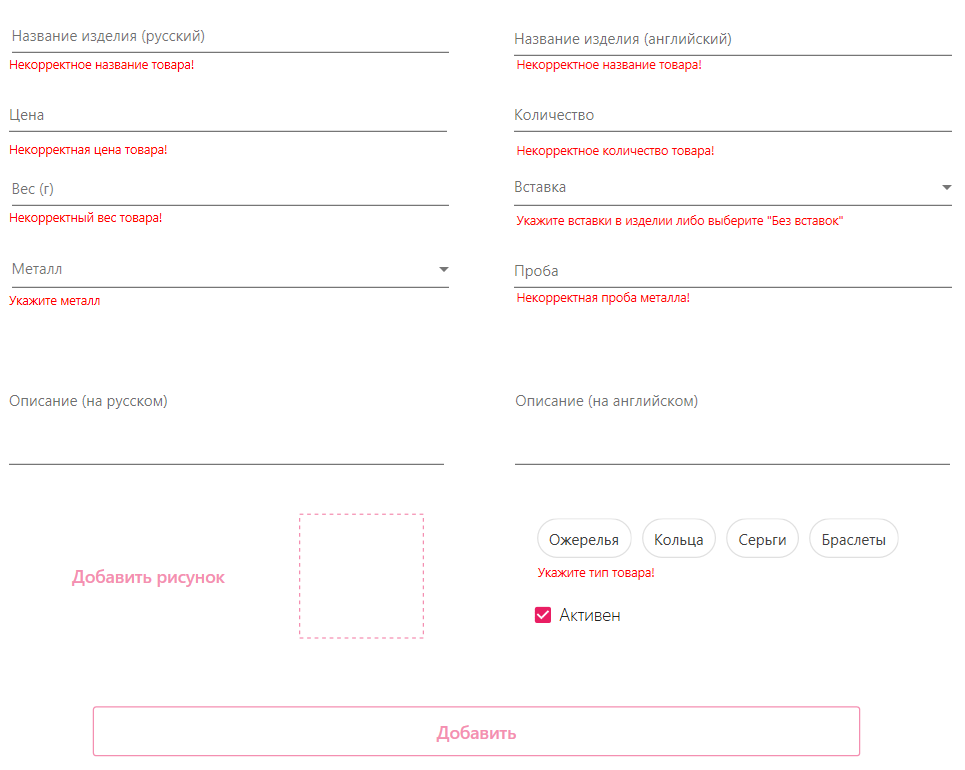 Название изделия (русский)
Название изделия (английский)
Некорректное название товара!
Некорректное название товара!
Цена
Количество
Некорректная цена товара!
Некорректное количество товара!
Вес (г)
Вставка
Некорректный вес товара!
Укажите вставки в изделии либо выберите "Без вставок"
Металл
Проба
Укажите металл
Некорректная проба металла!
Описание (на русском)
Описание (на английском)
Ожерелья
Кольца
Серьги
Браслеты
Укажите тип товара!
Добавить рисунок
Активен
Добавить